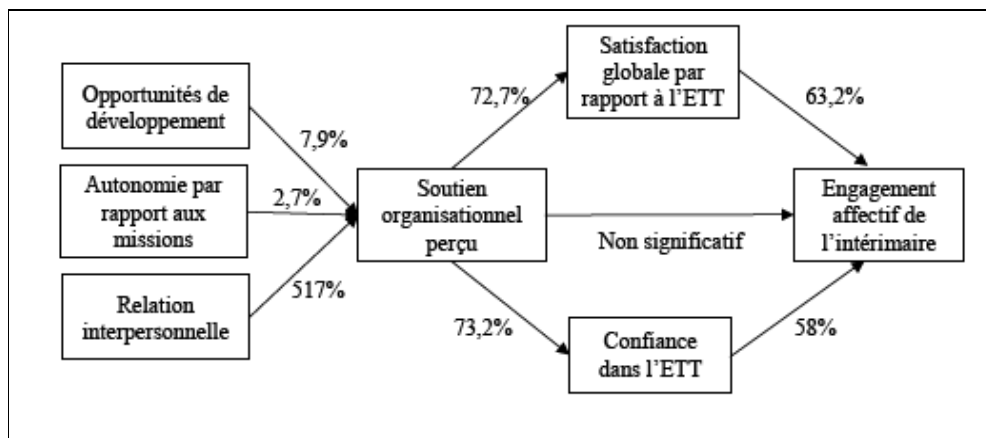 Opportunités de
développement
7,9%
Autonomie par
rapport aux
missions
2,7%
Relation
interpersonnelle
517%
Soutien
organisationnel
perçu
72,7%
Satisfaction
globale par
rapport à l'ETT
63,2%
Non significatif
73,2%
Confiance
dans l'ETT
58%
Engagement
affectif de
l'intérimaire